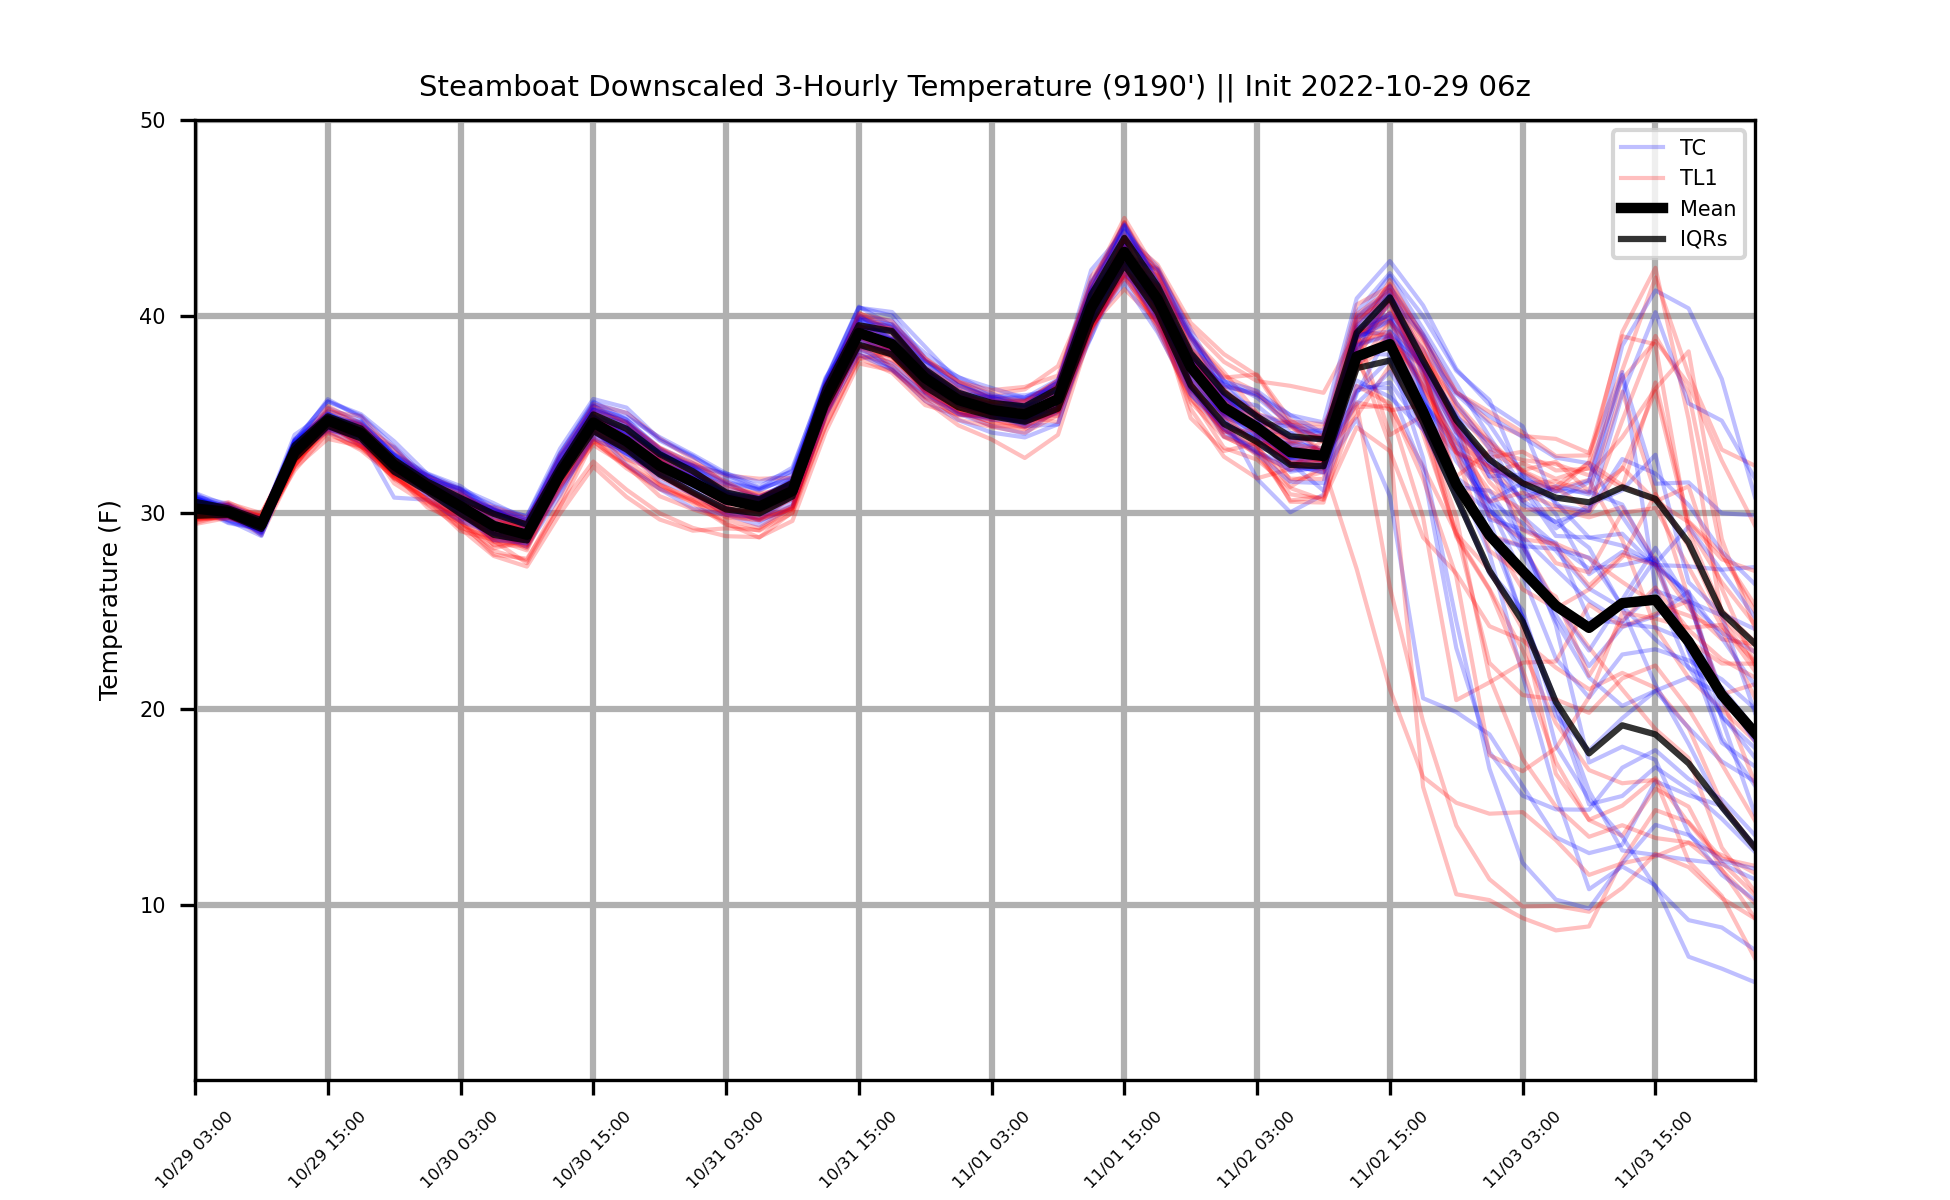 Steamboat Downscaled 3-Hourly Temperature (9190') || Init 2022-10-29 06z
TC
TL1
Mean
IQRs
Temperature (F)
50
40
30
20
10
10/29 03:00
10/29 15:00
10/30 03:00
10/30 15:00
10/31 03:00
10/31 15:00
11/01 03:00
11/01 15:00
11/02 03:00
11/02 15:00
11/03 03:00
11/03 15:00